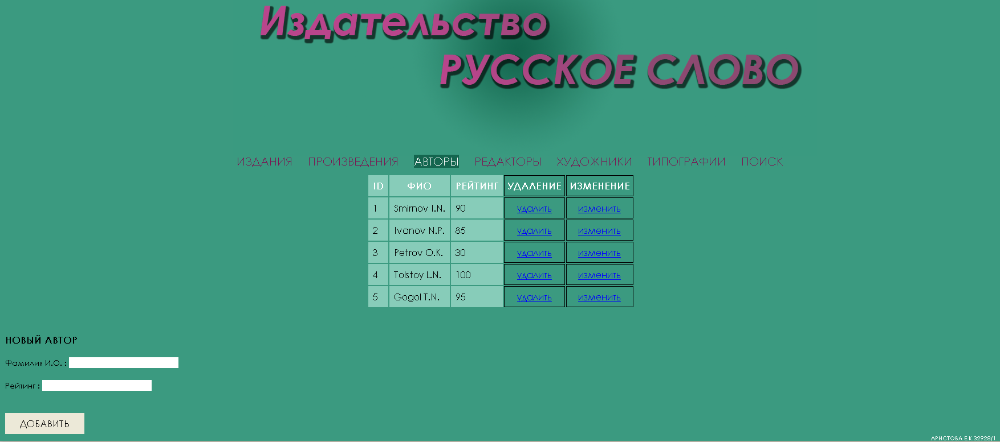 Издательство
РУССКОЕ СЛОВО
ИЗДАНИЯ ПРОИЗВЕДЕНИЯ АВТОРЫ РЕДАКТОРЫ ХУДОЖНИКИ ТИПОГРАФИИ ПОИСК
ID ФИО РЕЙТИНГ УДАЛЕНИЕ ИЗМЕНЕНИЕ
1 Smirnov I.N. 90 удалить изменить
2 Ivanov N.P. 85 удалить изменить
3 Petrov O.K. 30 удалить изменить
4 Tolstoy L.N. 100 удалить изменить
5 Gogol T.N. 95 удалить изменить
НОВЫЙ АВТОР
Фамилия И.О. :
Рейтинг :
ДОБАВИТЬ
АРИСТОВА Е.К.32928/1